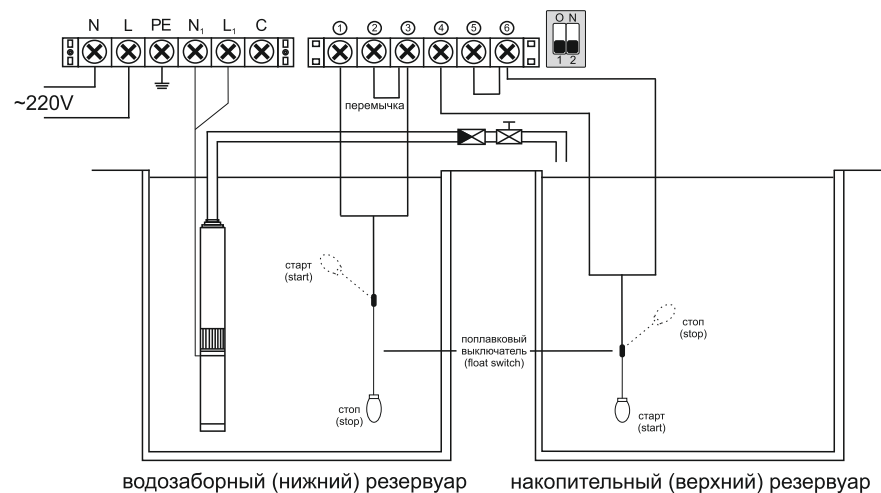 N L PE N₁ L₁ C
1 2 3 4 5 6
O N
1 2
~220V
перемычка
старт
(start)
стоп
(stop)
поплавковый
выключатель
(float switch)
стоп
(stop)
старт
(start)
водозаборный (нижний) резервуар
накопительный (верхний) резервуар